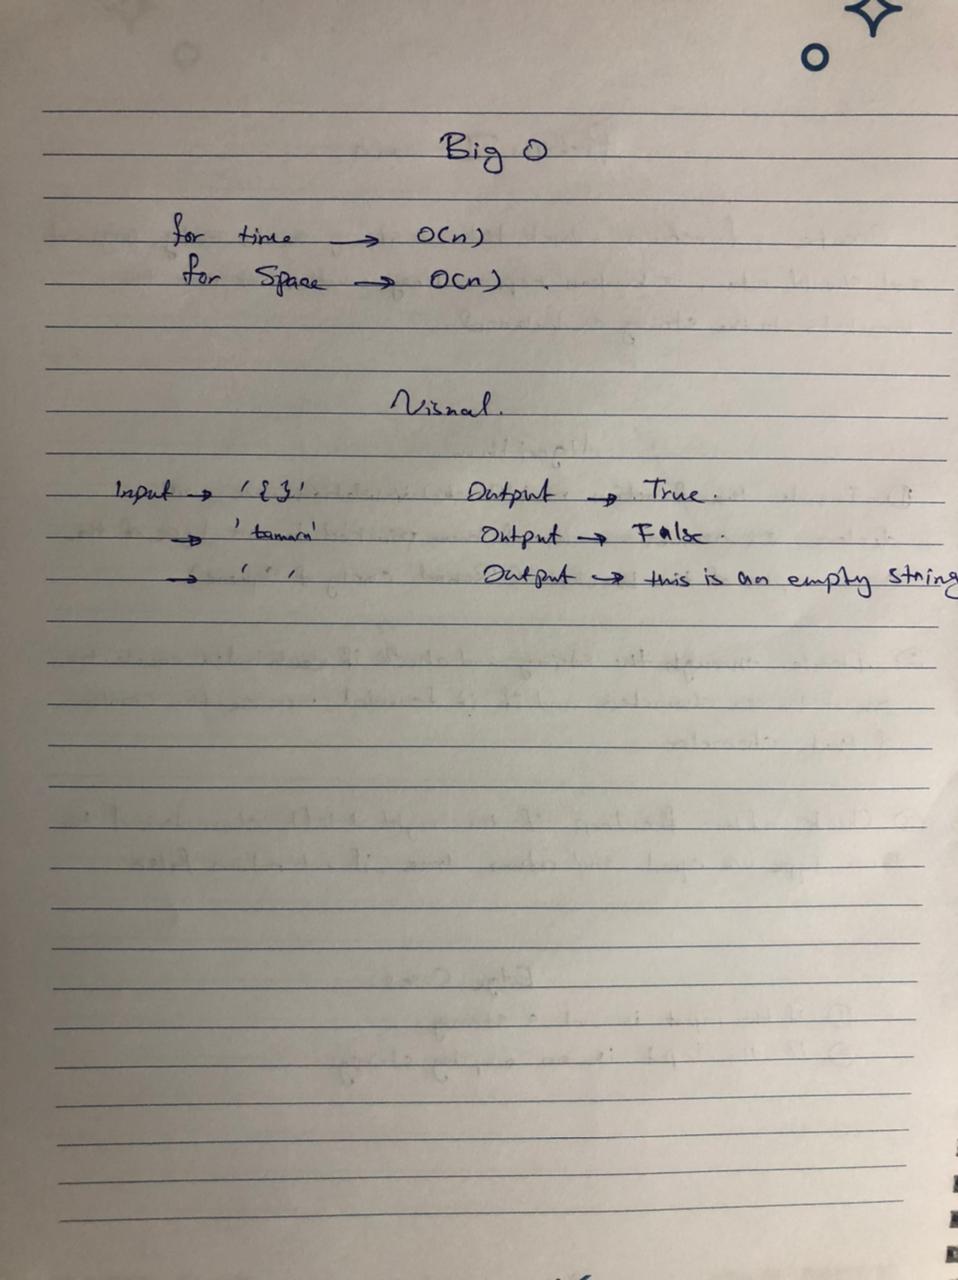 Big O
for time → O(n)
for Space → O(n) .
Visual.
Input → '{}' Output → True.
→ 'tamara' Output → False.
→ ' ' Output → this is an empty string